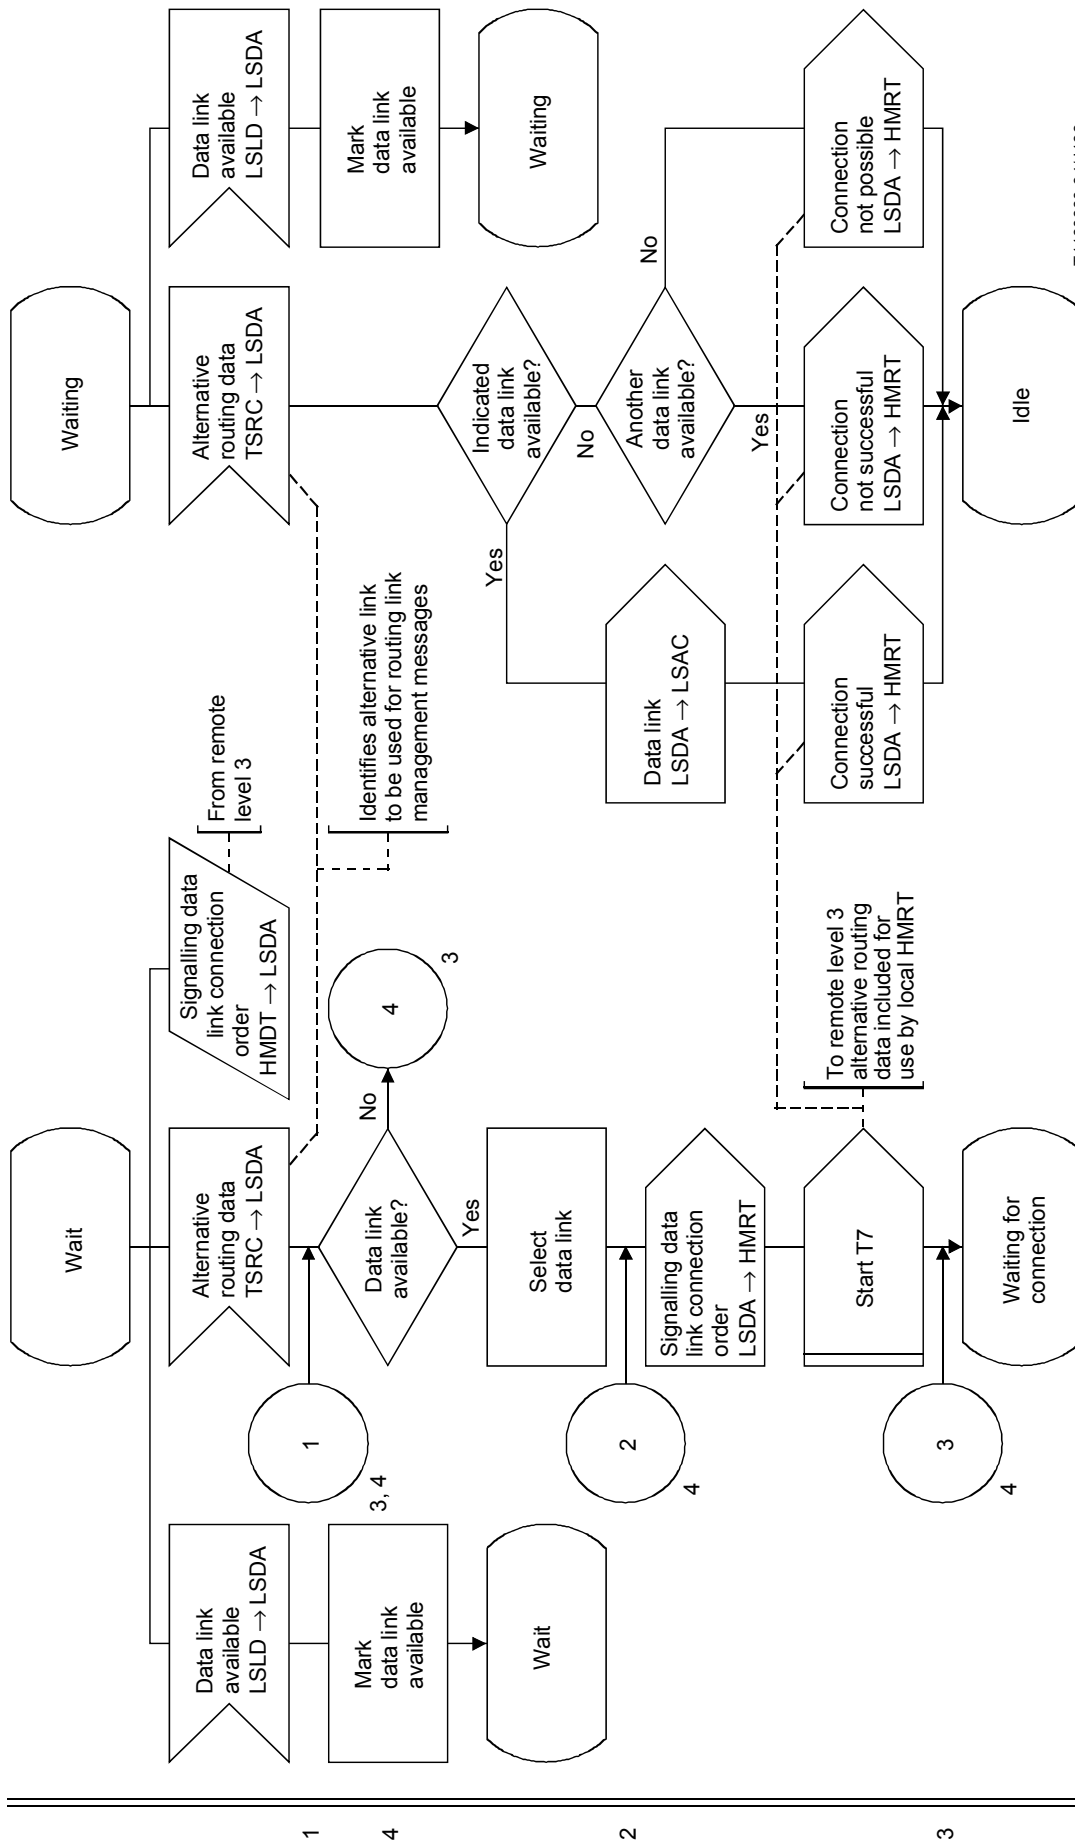 Wait
Data link
available
LSLD → LSDA
Mark
data link
available
Wait
Alternative
routing data
TSRC → LSDA
1
3, 4
Data link
available?
No
4
3
Yes
Select
data link
2
4
Signalling data
link connection
order
LSDA → HMRT
Start T7
3
4
Waiting for
connection
Signalling data
link connection
order
HMDT → LSDA
From remote
level 3
Identifies alternative link
to be used for routing link
management messages
To remote level 3
alternative routing
data included for
use by local HMRT
Waiting
Alternative
routing data
TSRC → LSDA
Data link
available
LSLD → LSDA
Mark
data link
available
Waiting
Indicated
data link
available?
Yes
No
Another
data link
available?
No
Yes
Data link
LSDA → LSAC
Connection
successful
LSDA → HMRT
Connection
not successful
LSDA → HMRT
Connection
not possible
LSDA → HMRT
Idle
1
4
2
3